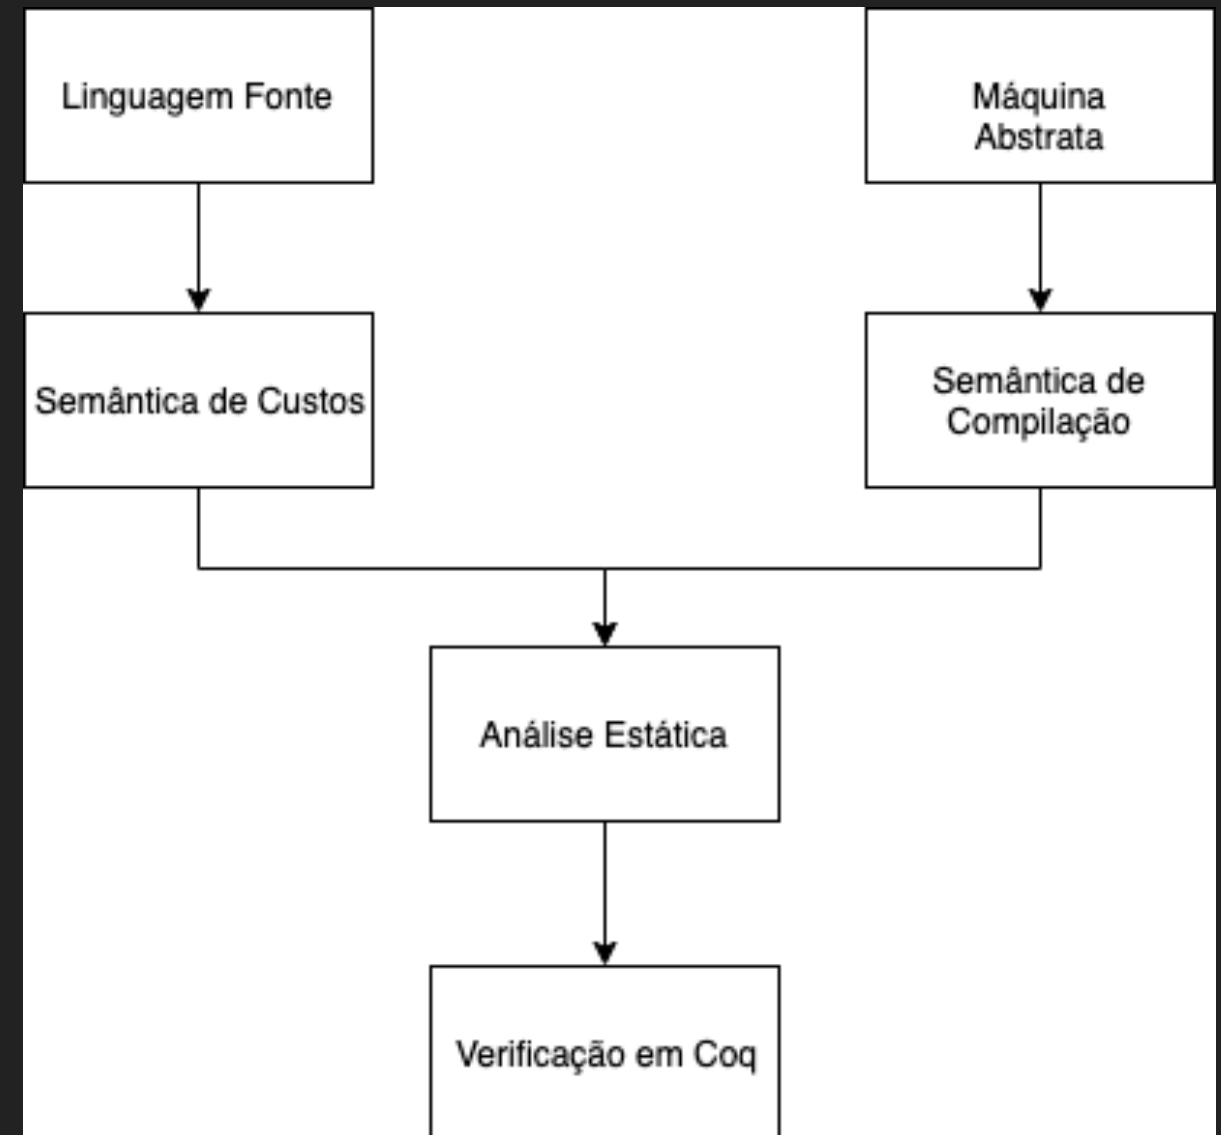 Linguagem Fonte
Máquina
Abstrata
Semântica de Custos
Semântica de
Compilação
Análise Estática
Verificação em Coq